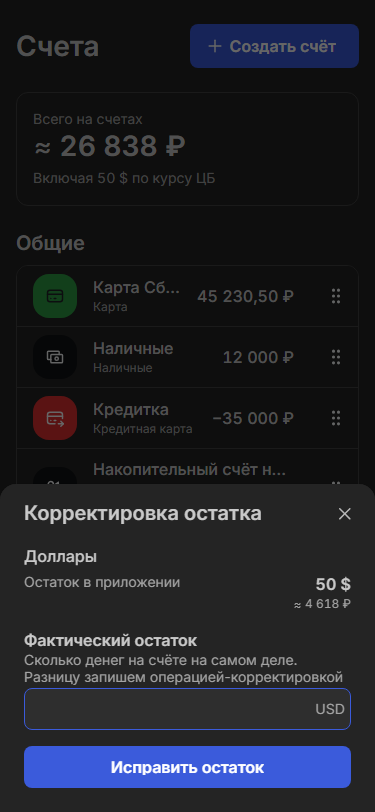 Счета
Создать счёт
Всего на счетах
≈ 26 838 ₽
Включая 50 $ по курсу ЦБ
Общие
Карта Сб...
45 230,50 ₽
Карта
Наличные
12 000 ₽
Наличные
Кредитка
−35 000 ₽
Кредитная карта
Накопительный счёт н...
Корректировка остатка
Доллары
Остаток в приложении
50 $
≈ 4 618 ₽
Фактический остаток
Сколько денег на счёте на самом деле.
Разницу запишем операцией-корректировкой
USD
Исправить остаток